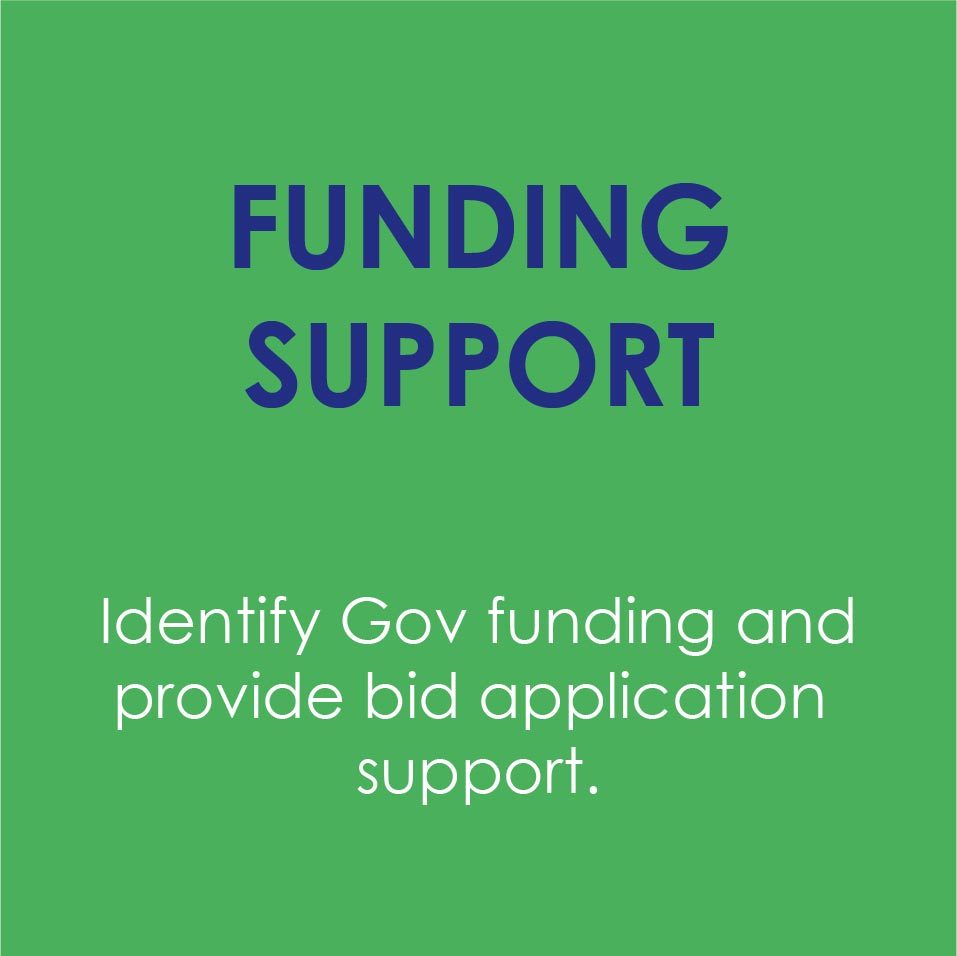 FUNDING
SUPPORT
Identify Gov funding and
provide bid application
support.